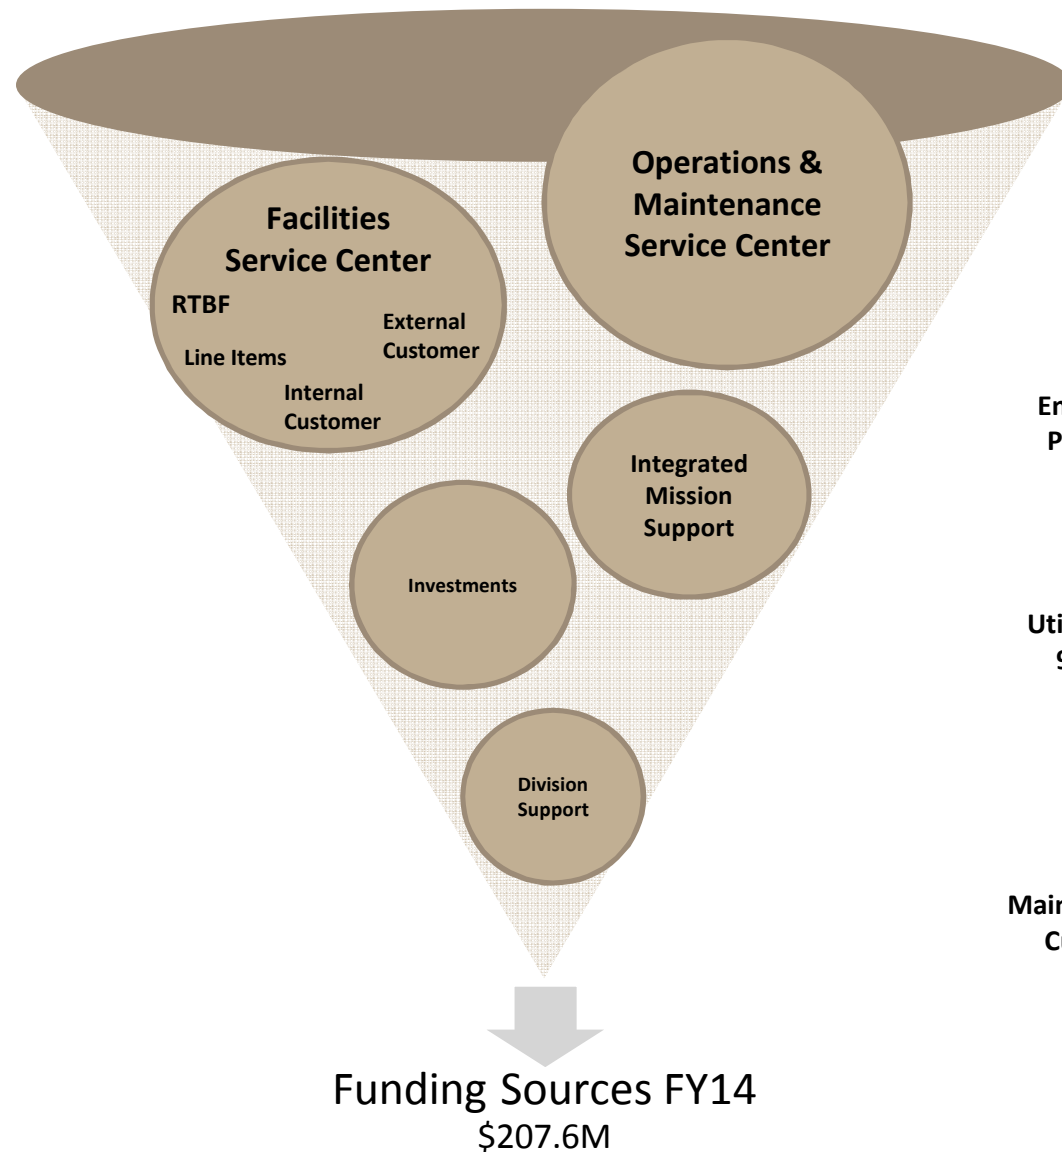 Operations &
Maintenance
Service Center
Facilities
Service Center
RTBF
External
Customer
Line Items
Internal
Customer
Integrated
Mission
Support
Investments
Division
Support
Funding Sources FY14
$207.6M